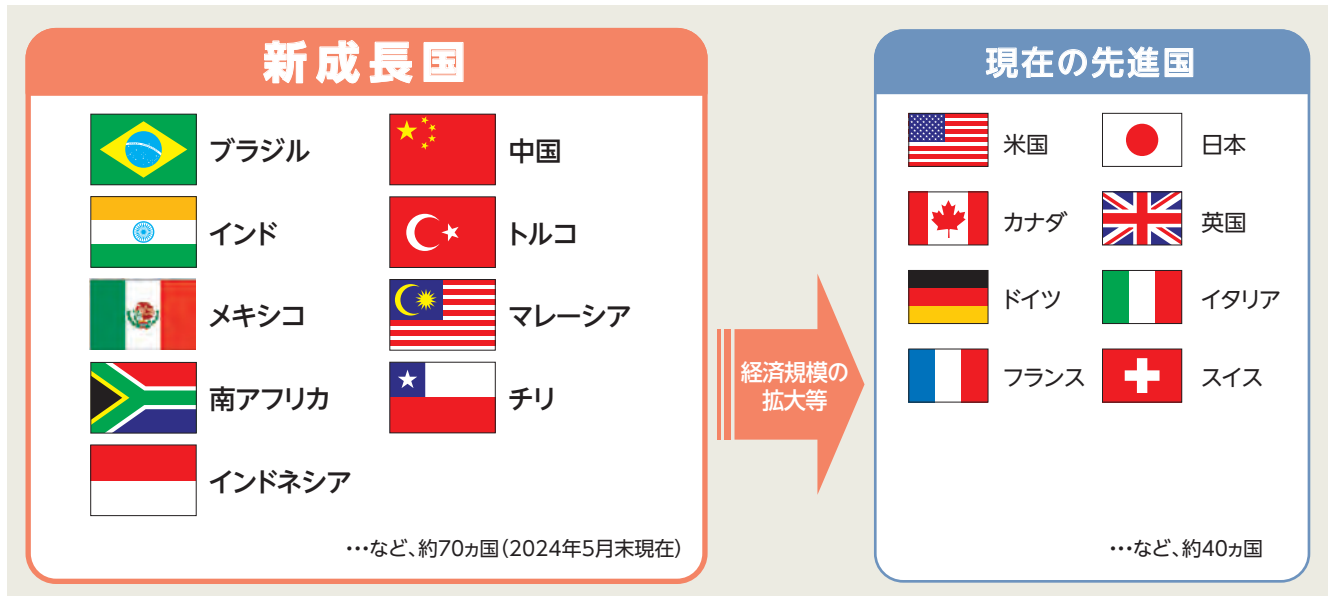 新成長国
ブラジル
中国
インド
トルコ
メキシコ
マレーシア
南アフリカ
チリ
インドネシア
…など、約70ヵ国(2024年5月末現在)
経済規模の
拡大等
現在の先進国
米国
日本
カナダ
英国
ドイツ
イタリア
フランス
スイス
…など、約40ヵ国